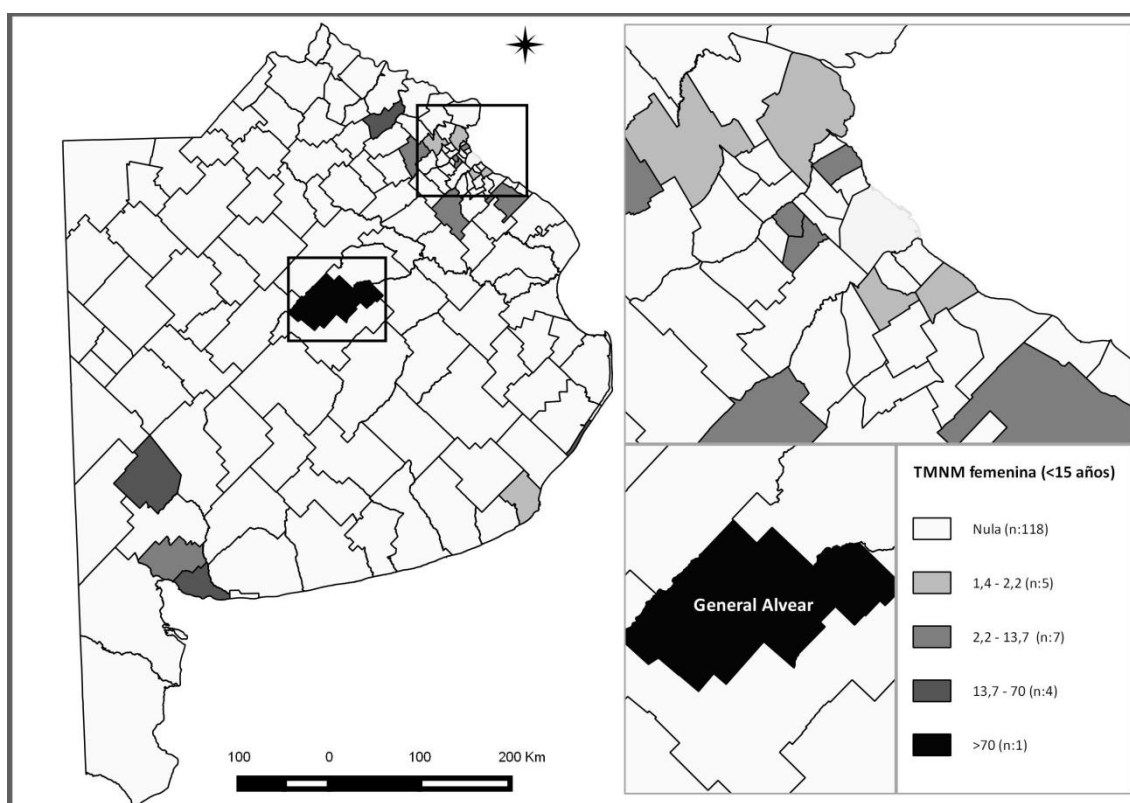 100
0
100
200 Km
General Alvear
TMNM femenina (<15 años)
Nula (n:118)
1,4 - 2,2 (n:5)
2,2 - 13,7 (n:7)
13,7 - 70 (n:4)
>70 (n:1)